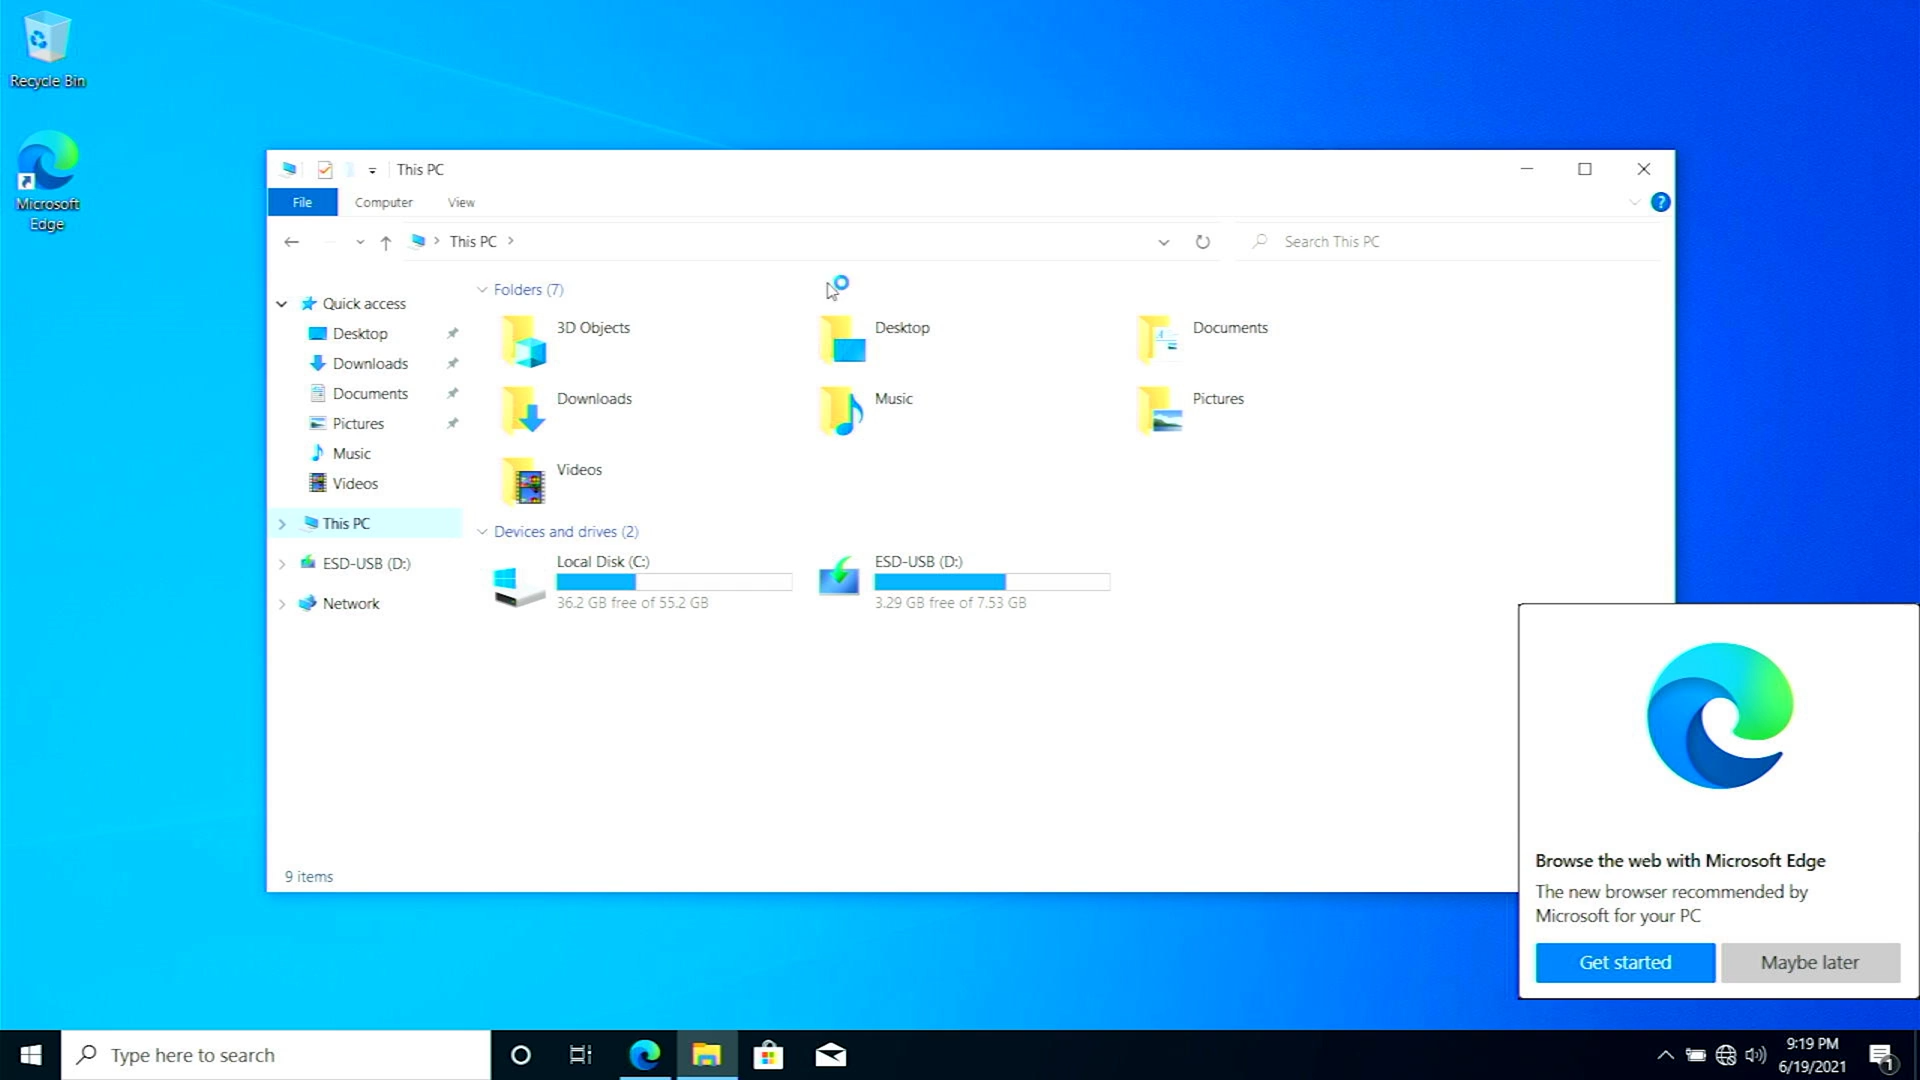 Recycle Bin
Microsoft
Edge
This PC
File
Computer
View
This PC
Search This PC
Quick access
Desktop
Downloads
Documents
Pictures
Music
Videos
This PC
ESD-USB (D:)
Network
Folders (7)
3D Objects
Desktop
Documents
Downloads
Music
Pictures
Videos
Devices and drives (2)
Local Disk (C:)
36.2 GB free of 55.2 GB
ESD-USB (D:)
3.29 GB free of 7.53 GB
9 items
Browse the web with Microsoft Edge
The new browser recommended by
Microsoft for your PC
Get started
Maybe later
Type here to search
9:19 PM
6/19/2021
1